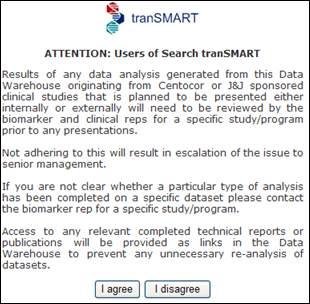 tranSMART
ATTENTION: Users of Search tranSMART
Results of any data analysis generated from this Data
Warehouse originating from Centocor or J&J sponsored
clinical studies that is planned to be presented either
internally or externally will need to be reviewed by the
biomarker and clinical reps for a specific study/program
prior to any presentations.
Not adhering to this will result in escalation of the issue to
senior management.
If you are not clear whether a particular type of analysis
has been completed on a specific dataset please contact
the biomarker rep for a specific study/program.
Access to any relevant completed technical reports or
publications will be provided as links in the Data
Warehouse to prevent any unnecessary re-analysis of
datasets.
I agree I disagree